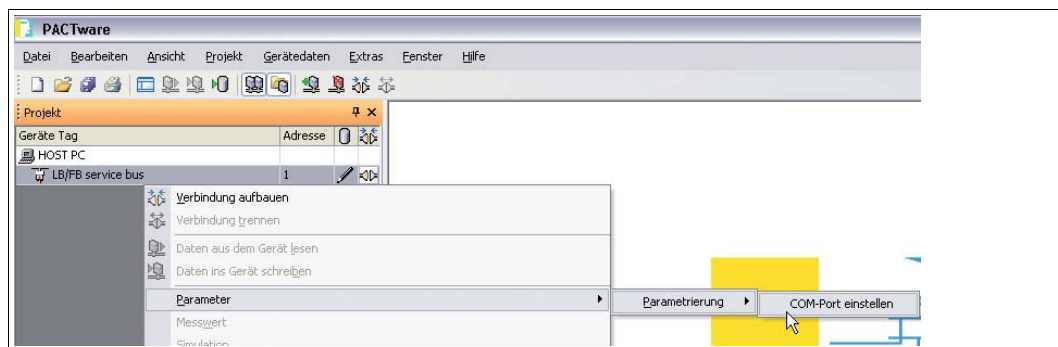 PACTware
Datei Bearbeiten Ansicht Projekt Gerätedaten Extras Fenster Hilfe
Projekt
Geräte Tag Adresse
HOST PC
LB/FB service bus 1
Verbindung aufbauen
Verbindung trennen
Daten aus dem Gerät lesen
Daten ins Gerät schreiben
Parameter Parametrierung COM-Port einstellen
Messwert
Simulation